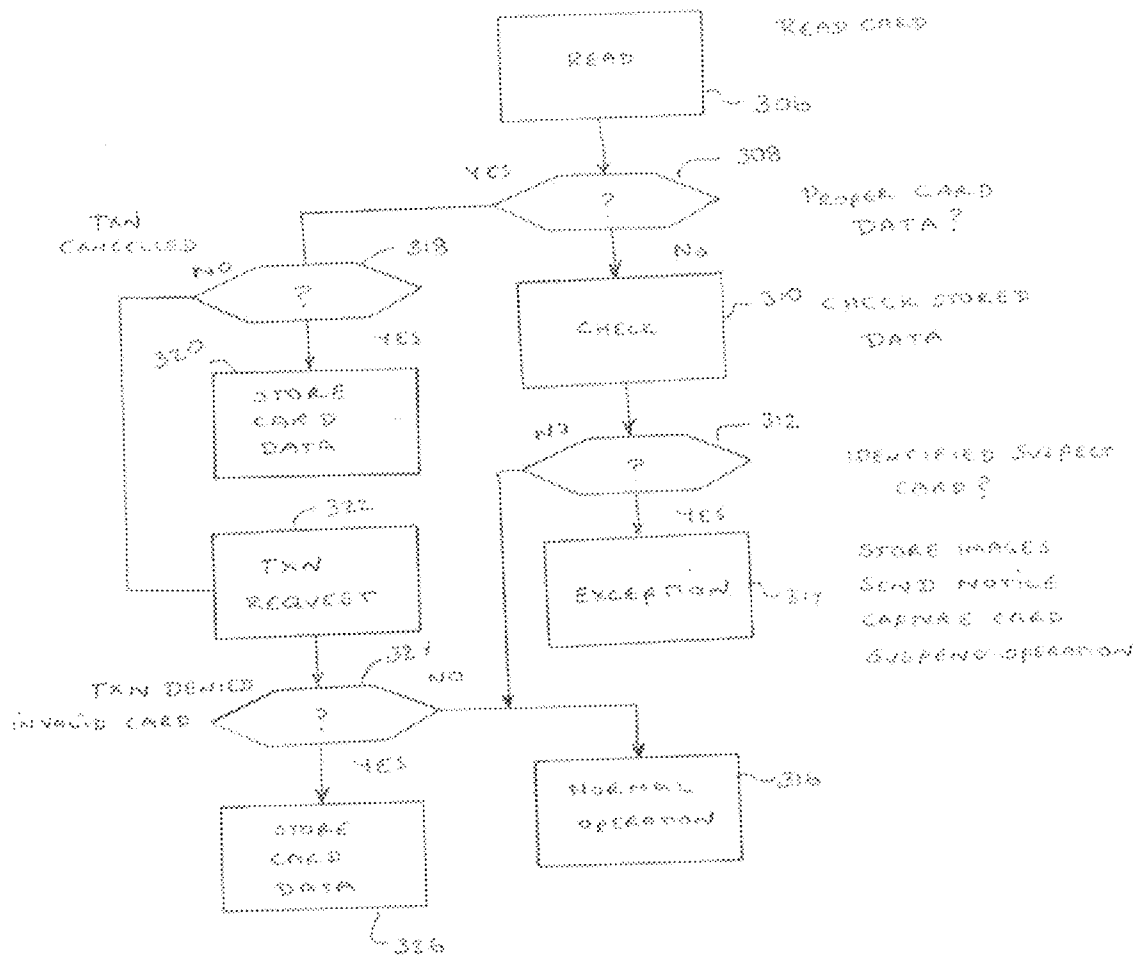 READ CARD
READ
306
308
YES
?
PROPER CARD
DATA?
TXN
CANCELLED
318
NO
No
?
310
CHECK STORED
DATA
CHECK
YES
320
STORE
CARD
DATA
312
NO
?
IDENTIFIED SUSPECT
CARD?
322
YES
TXN
REQUEST
EXCEPTION
STORE IMAGES
SEND NOTICE
CAPTURE CARD
SUSPEND OPERATION
NO
TXN DENIED
INVALID CARD
?
YES
NORMAL
OPERATION
316
STORE
CARD
DATA
326